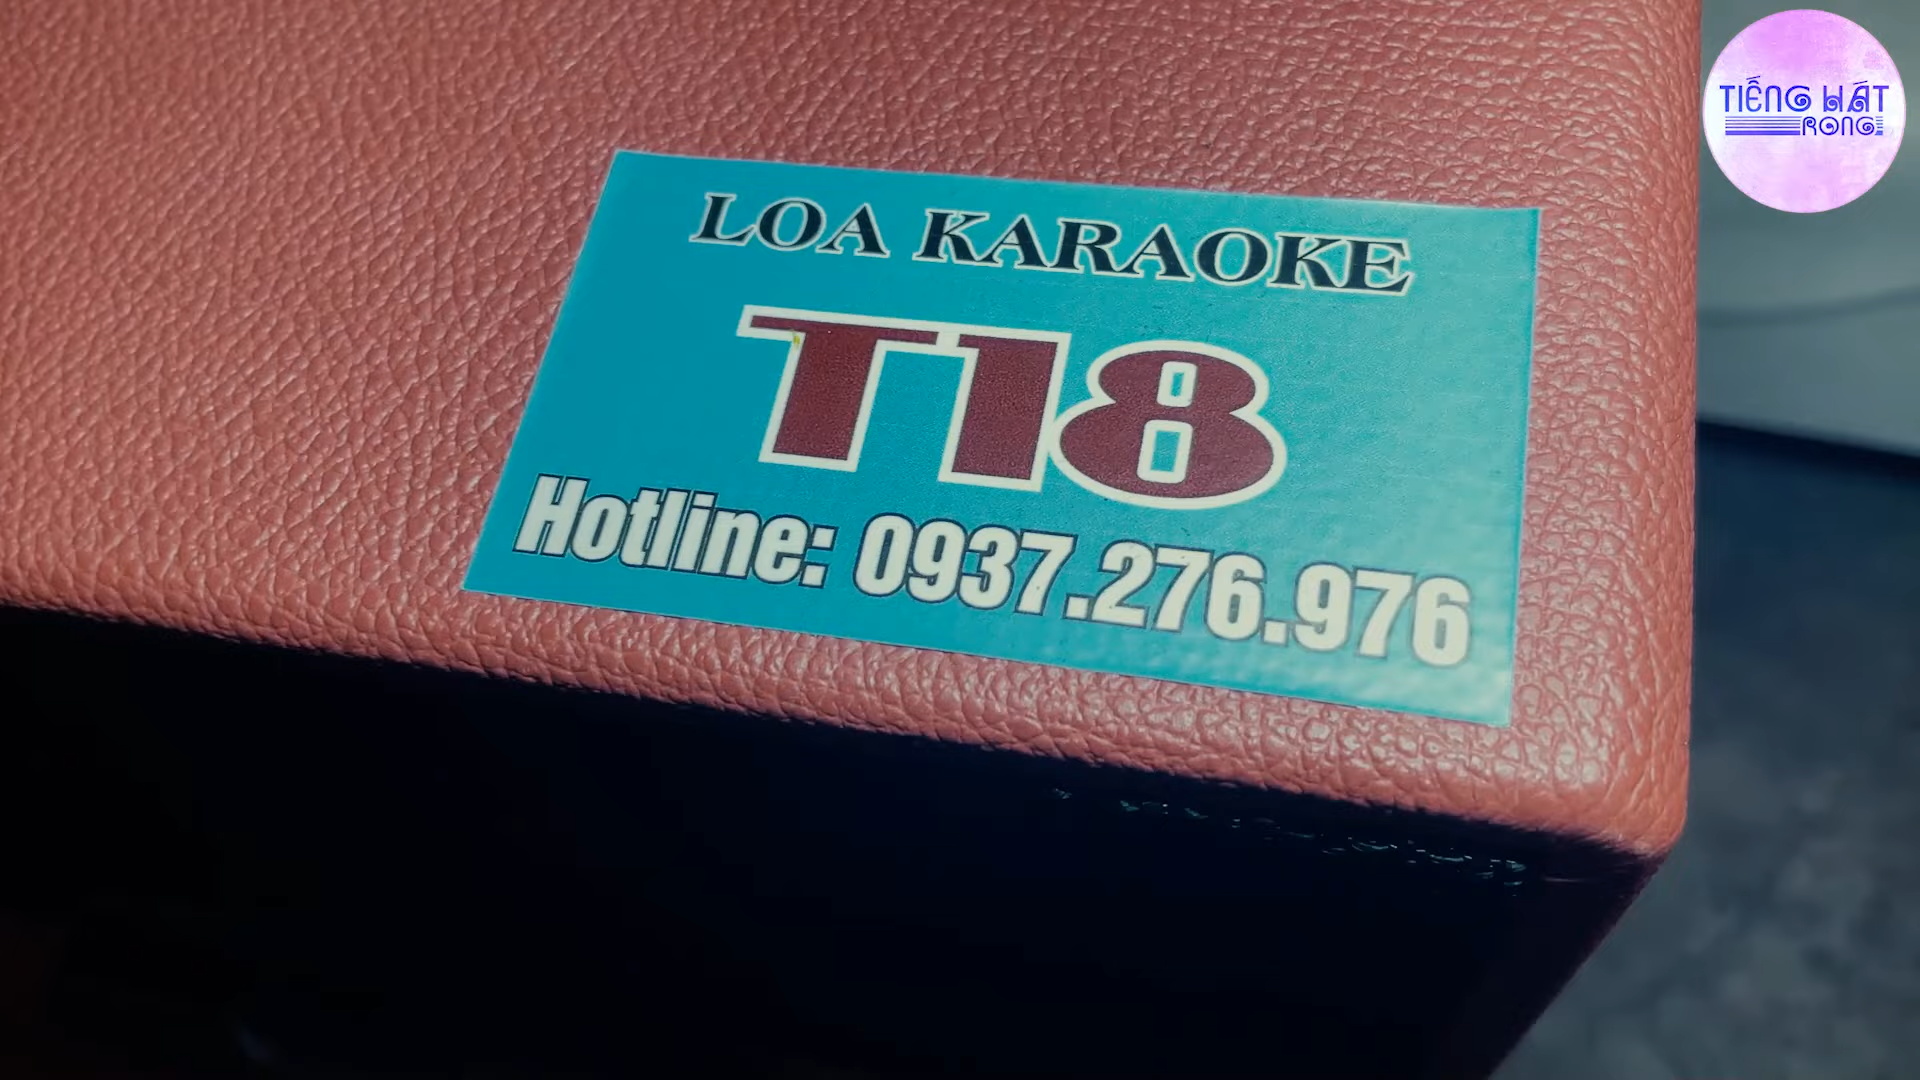 TIẾNG HÁT
RONG
LOA KARAOKE
T18
Hotline: 0937.276.976